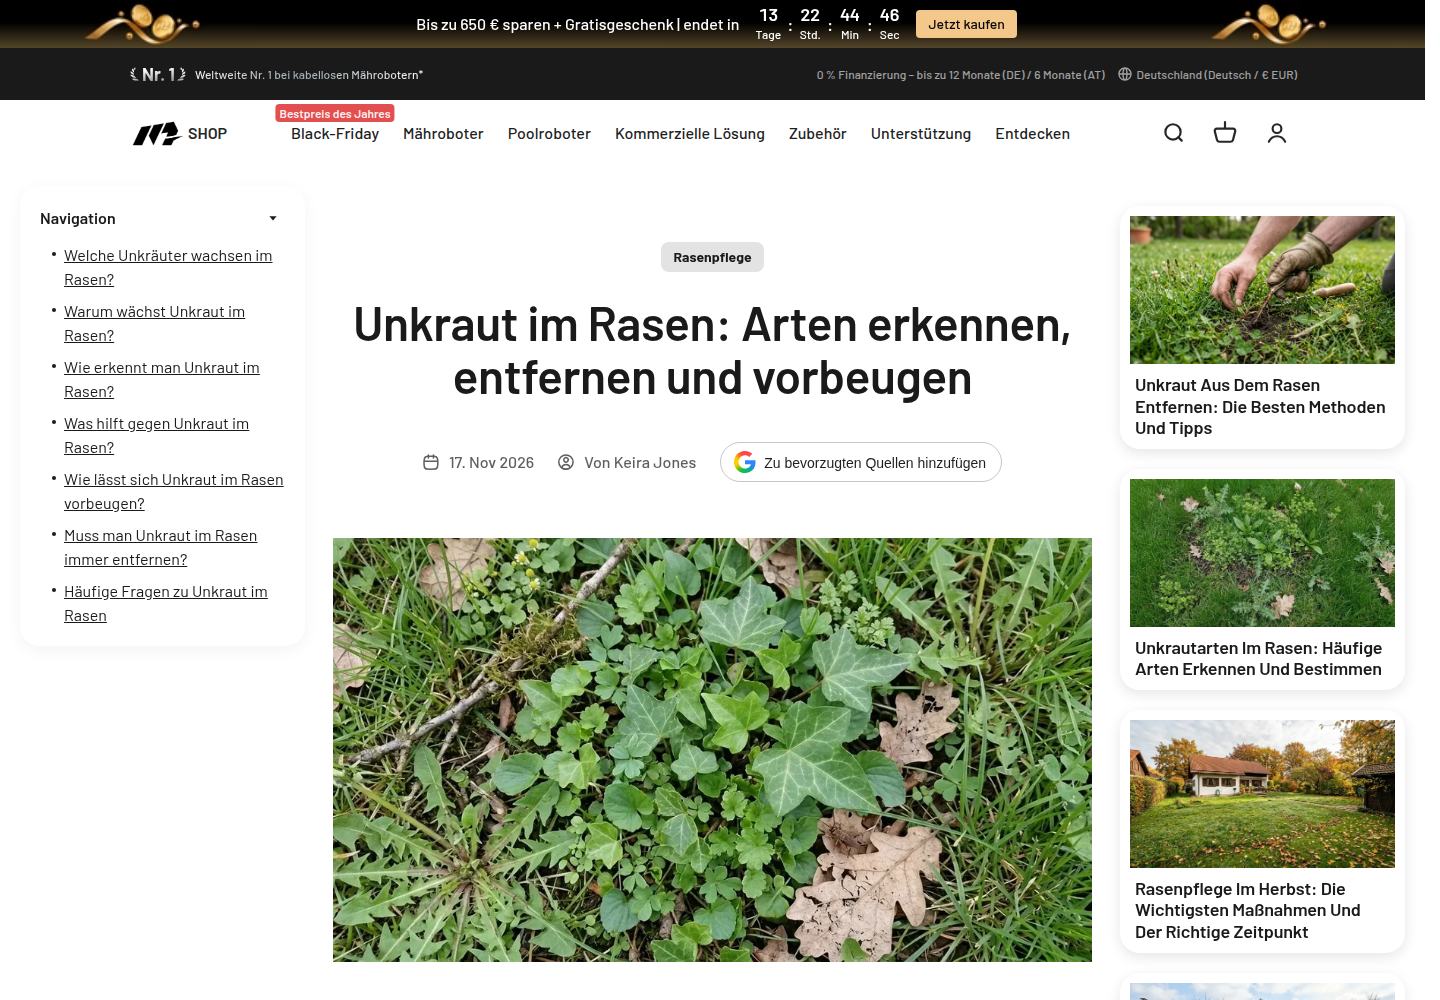 Bis zu 650 € sparen + Gratisgeschenk | endet in
13 : 22 : 44 : 46
Tage Std. Min Sec
Jetzt kaufen
Nr. 1
Weltweite Nr. 1 bei kabellosen Mährobotern*
0 % Finanzierung – bis zu 12 Monate (DE) / 6 Monate (AT)
Deutschland (Deutsch / € EUR)
SHOP
Bestpreis des Jahres
Black-Friday
Mähroboter
Poolroboter
Kommerzielle Lösung
Zubehör
Unterstützung
Entdecken
Navigation
• Welche Unkräuter wachsen im
Rasen?
• Warum wächst Unkraut im
Rasen?
• Wie erkennt man Unkraut im
Rasen?
• Was hilft gegen Unkraut im
Rasen?
• Wie lässt sich Unkraut im Rasen
vorbeugen?
• Muss man Unkraut im Rasen
immer entfernen?
• Häufige Fragen zu Unkraut im
Rasen
Rasenpflege
Unkraut im Rasen: Arten erkennen,
entfernen und vorbeugen
17. Nov 2026
Von Keira Jones
Zu bevorzugten Quellen hinzufügen
Unkraut Aus Dem Rasen
Entfernen: Die Besten Methoden
Und Tipps
Unkrautarten Im Rasen: Häufige
Arten Erkennen Und Bestimmen
Rasenpflege Im Herbst: Die
Wichtigsten Maßnahmen Und
Der Richtige Zeitpunkt